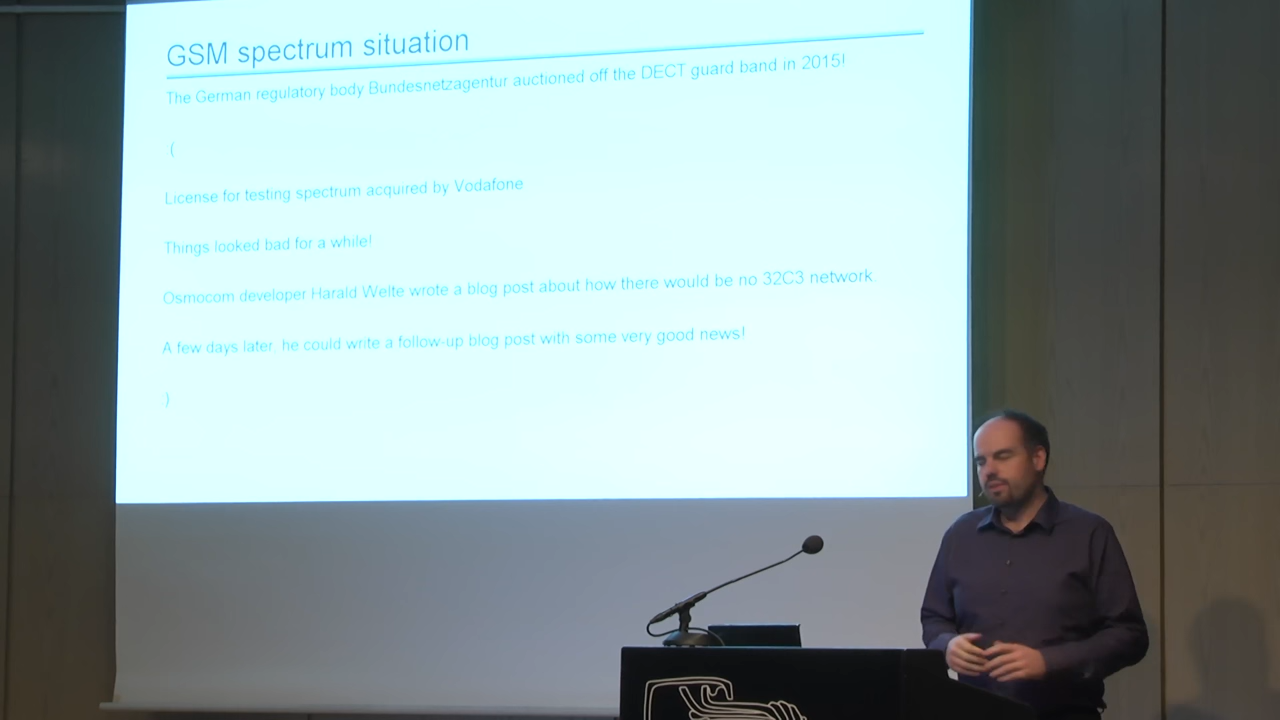 GSM spectrum situation
The German regulatory body Bundesnetzagentur auctioned off the DECT guard band in 2015!
(
License for testing spectrum acquired by Vodafone
Things looked bad for a while!
Osmocom developer Harald Welte wrote a blog post about how there would be no 32C3 network.
A few days later, he could write a follow-up blog post with some very good news!
)